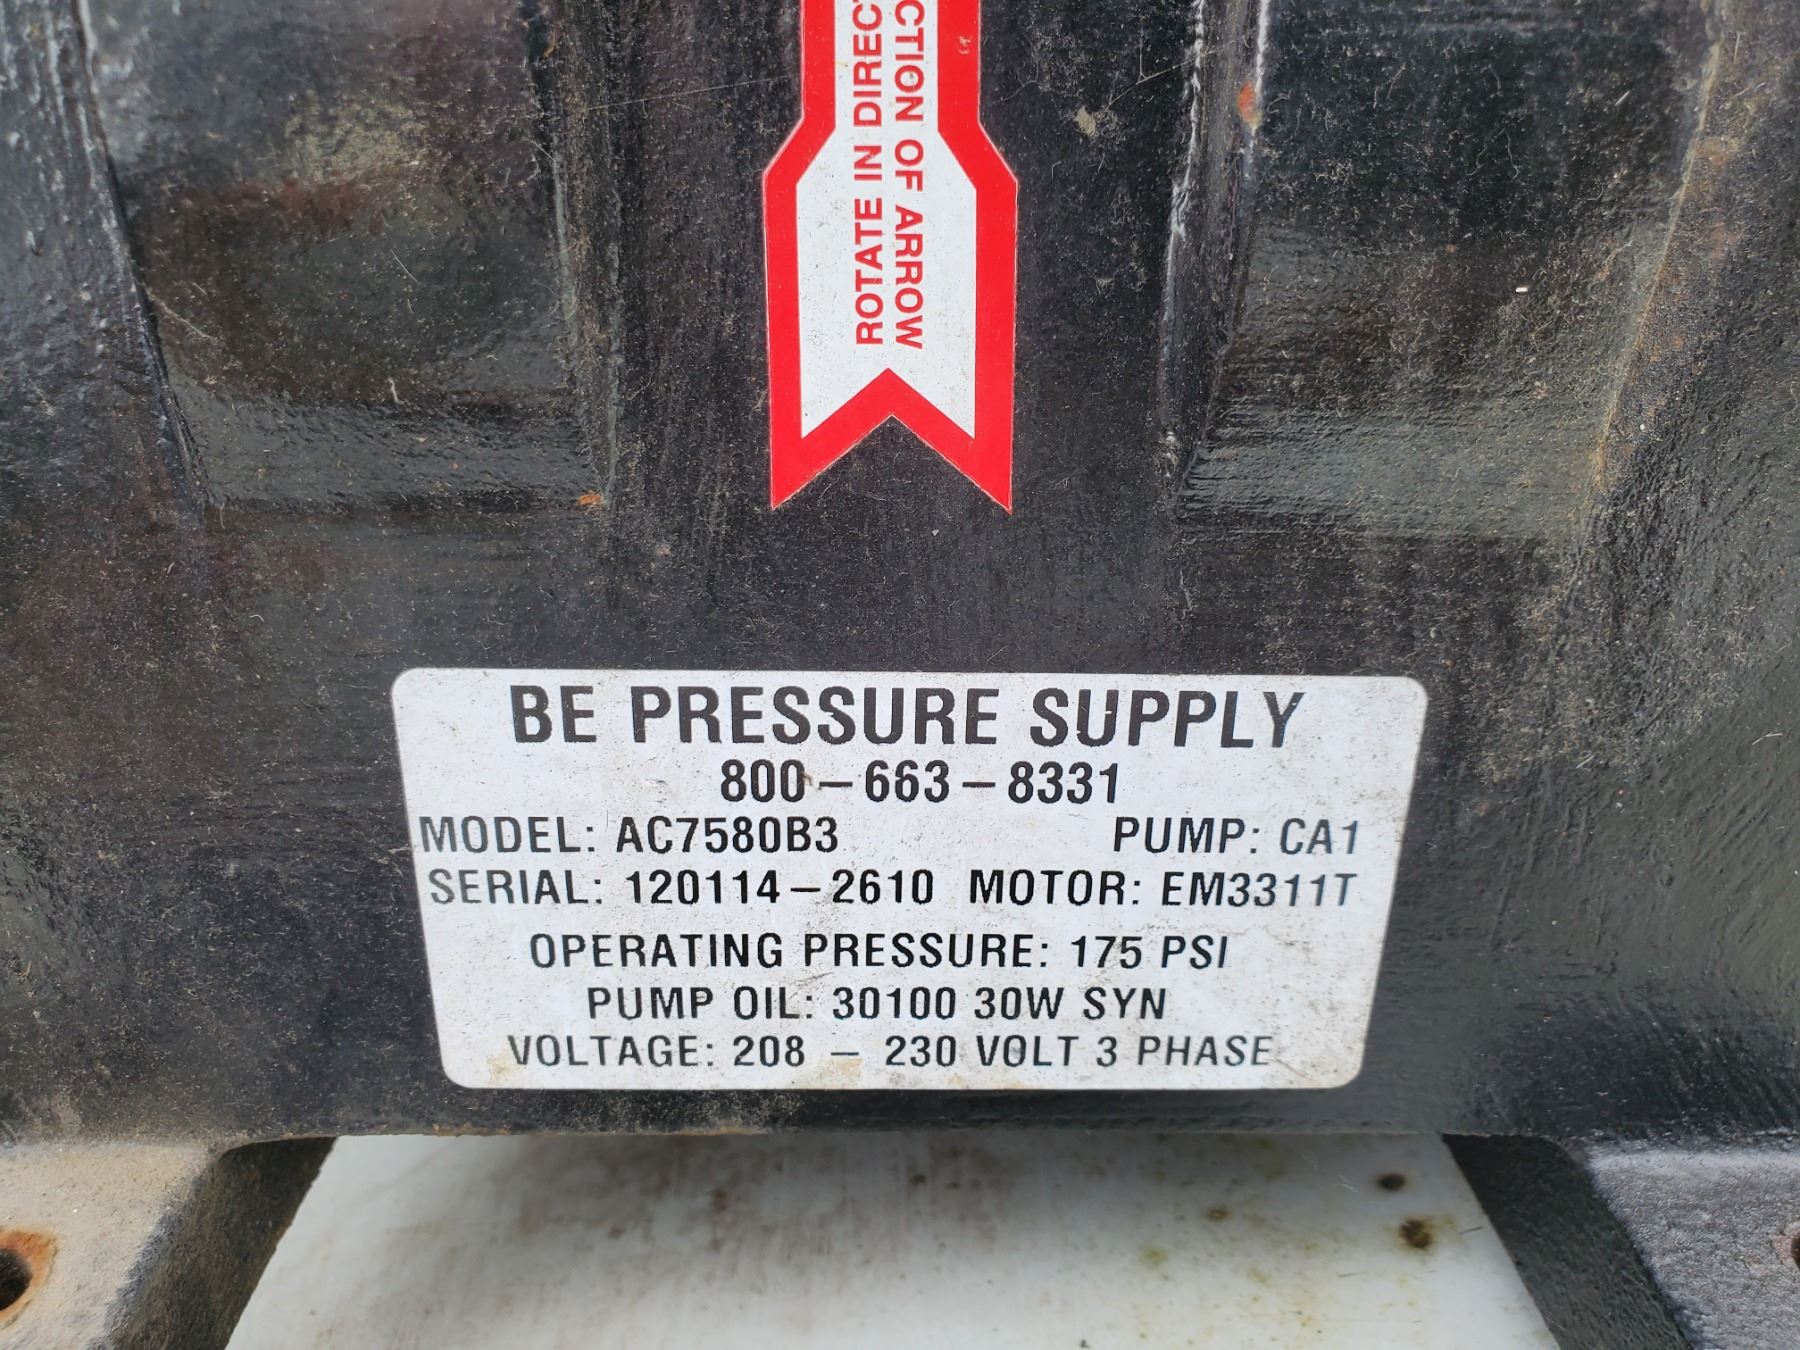 ROTATE IN DIREC
CTION OF ARROW
BE PRESSURE SUPPLY
800-663-8331
MODEL: AC7580B3 PUMP: CA1
SERIAL: 120114-2610 MOTOR: EM3311T
OPERATING PRESSURE: 175 PSI
PUMP OIL: 30100 30W SYN
VOLTAGE: 208 - 230 VOLT 3 PHASE